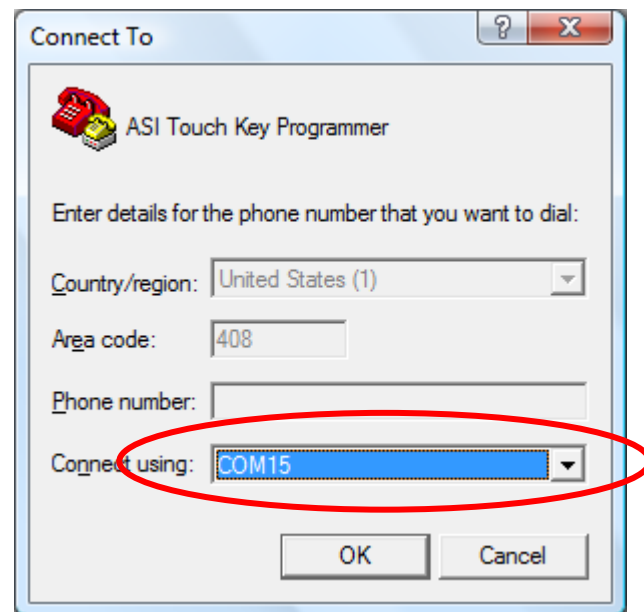 Connect To
ASI Touch Key Programmer
Enter details for the phone number that you want to dial:
Country/region: United States (1)
Area code: 408
Phone number:
Connect using: COM15
OK Cancel